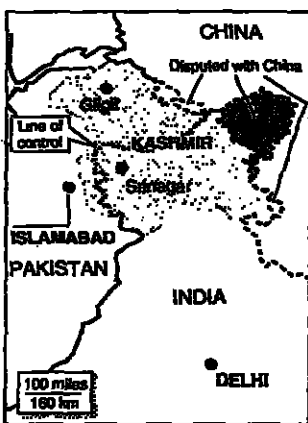 CHINA
Disputed with China
Gilgit
Line of
control
KASHMIR
Srinagar
ISLAMABAD
PAKISTAN
INDIA
DELHI
100 miles
160 km